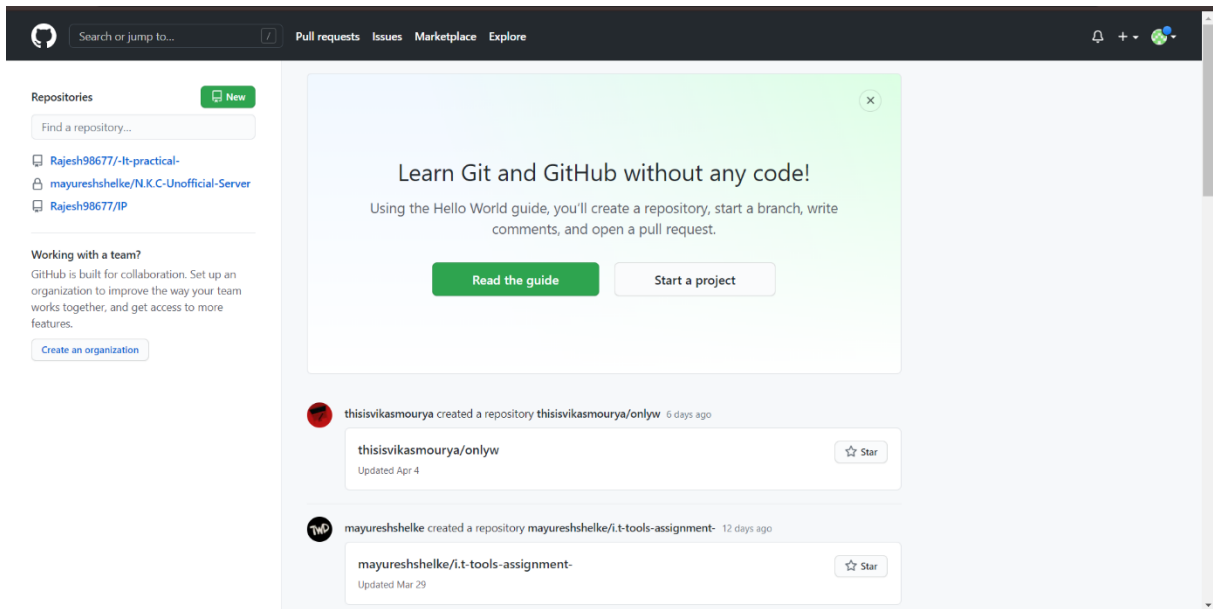 Search or jump to...
/
Pull requests Issues Marketplace Explore
Repositories
New
Find a repository...
Rajesh98677/-It-practical-
mayureshshelke/N.K.C-Unofficial-Server
Rajesh98677/IP
Working with a team?
GitHub is built for collaboration. Set up an
organization to improve the way your team
works together, and get access to more
features.
Create an organization
Learn Git and GitHub without any code!
Using the Hello World guide, you'll create a repository, start a branch, write
comments, and open a pull request.
Read the guide
Start a project
thisisvikasmourya created a repository thisisvikasmourya/onlyw 6 days ago
thisisvikasmourya/onlyw
Star
Updated Apr 4
TWD
mayureshshelke created a repository mayureshshelke/i.t-tools-assignment- 12 days ago
mayureshshelke/i.t-tools-assignment-
Star
Updated Mar 29